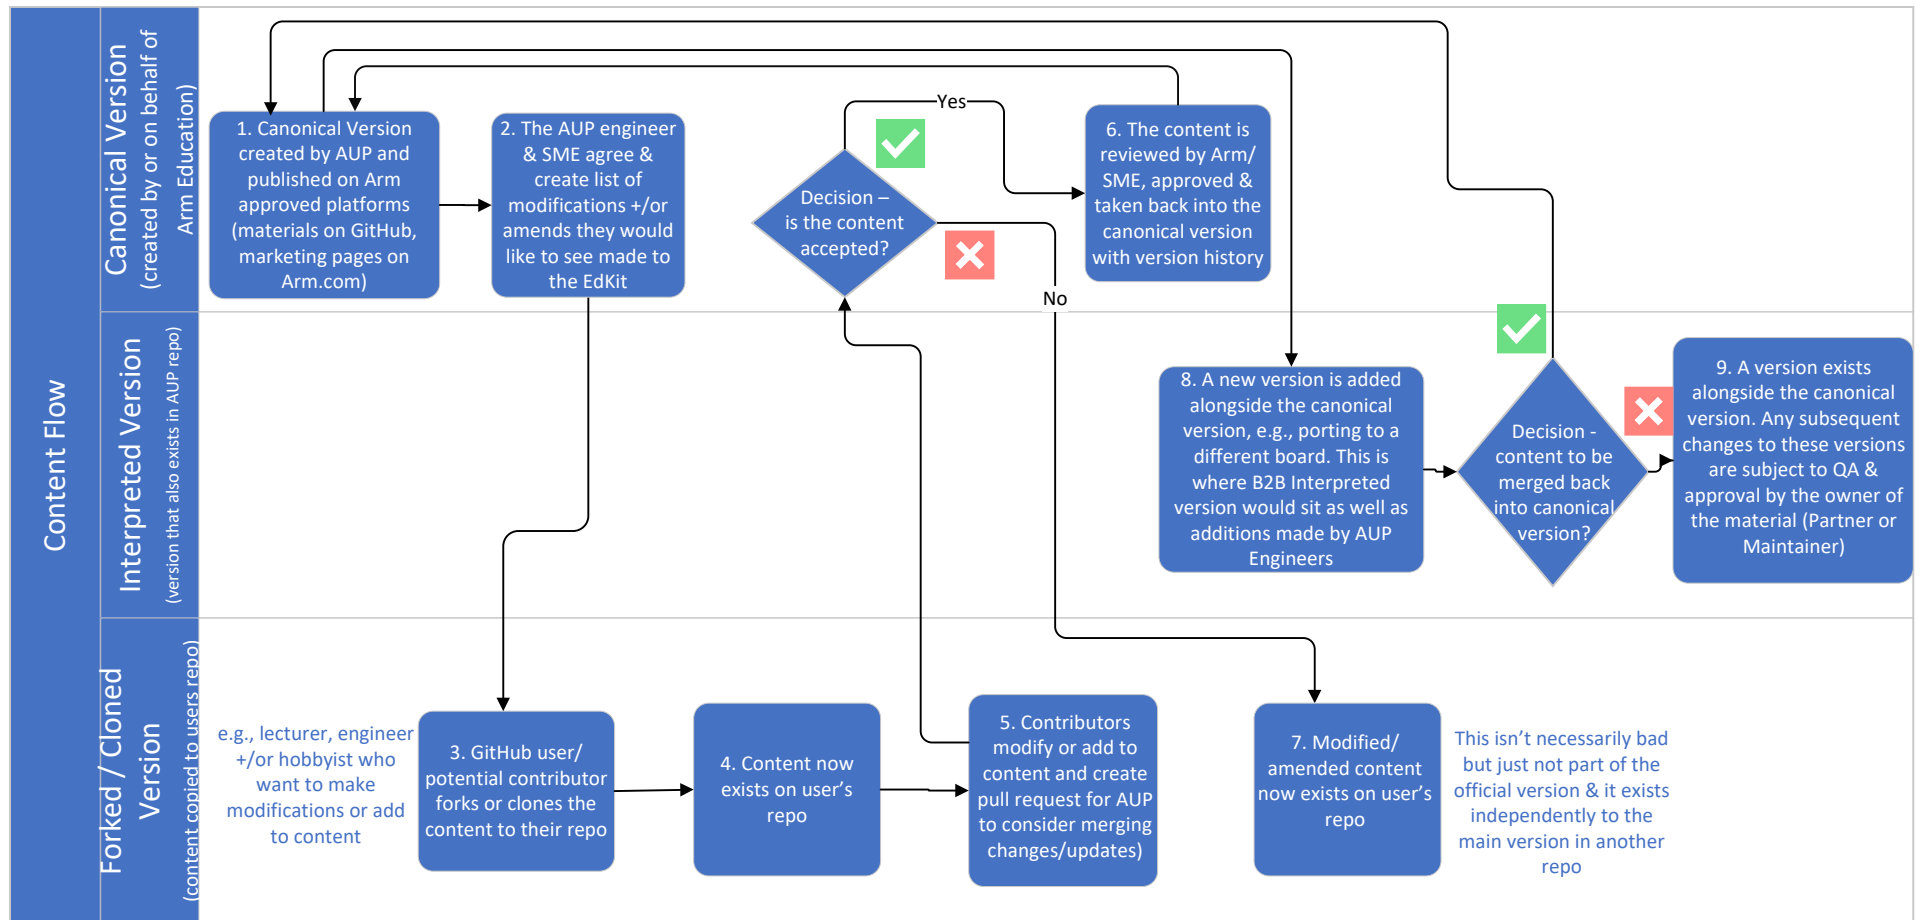 Content Flow
Canonical Version
(created by or on behalf of
Arm Education)
1. Canonical Version
created by AUP and
published on Arm
approved platforms
(materials on GitHub,
marketing pages on
Arm.com)
2. The AUP engineer
& SME agree &
create list of
modifications +/or
amends they would
like to see made to
the EdKit
Decision –
is the content
accepted?
Yes
No
6. The content is
reviewed by Arm/
SME, approved &
taken back into the
canonical version
with version history
Interpreted Version
(version that also exists in AUP repo)
8. A new version is added
alongside the canonical
version, e.g., porting to a
different board. This is
where B2B Interpreted
version would sit as well as
additions made by AUP
Engineers
Decision -
content to be
merged back
into canonical
version?
9. A version exists
alongside the canonical
version. Any subsequent
changes to these versions
are subject to QA &
approval by the owner of
the material (Partner or
Maintainer)
Forked / Cloned
Version
(content copied to users repo)
e.g., lecturer, engineer
+/or hobbyist who
want to make
modifications or add
to content
3. GitHub user/
potential contributor
forks or clones the
content to their repo
4. Content now
exists on user’s
repo
5. Contributors
modify or add to
content and create
pull request for AUP
to consider merging
changes/updates)
7. Modified/
amended content
now exists on user’s
repo
This isn’t necessarily bad
but just not part of the
official version & it exists
independently to the
main version in another
repo